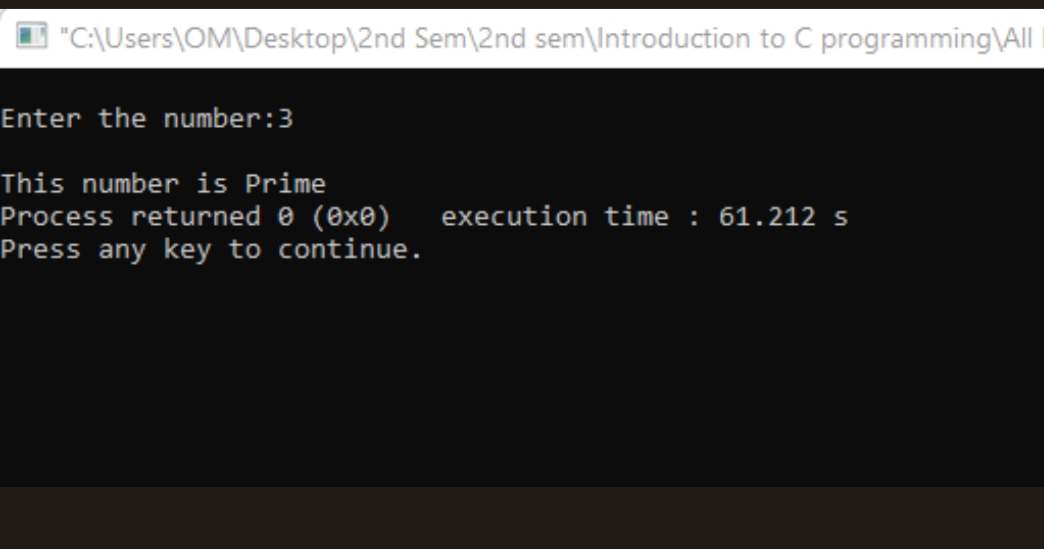 "C:\Users\OM\Desktop\2nd Sem\2nd sem\Introduction to C programming\All
Enter the number:3
This number is Prime
Process returned 0 (0x0)   execution time : 61.212 s
Press any key to continue.